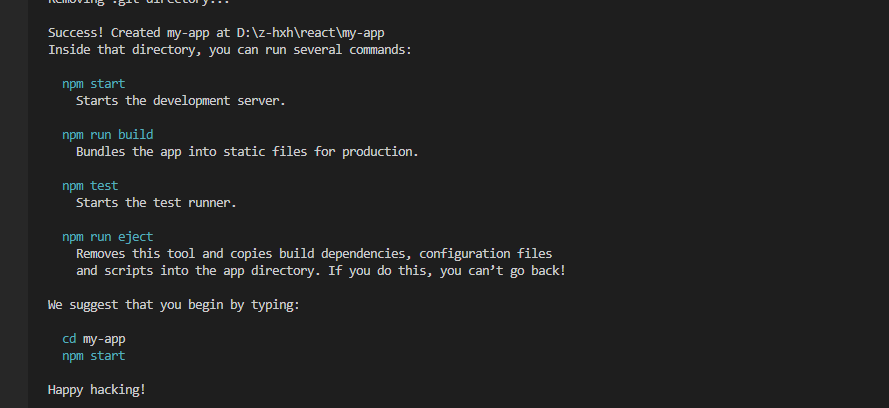 Removing .git directory...
Success! Created my-app at D:\z-hxh\react\my-app
Inside that directory, you can run several commands:
npm start
Starts the development server.
npm run build
Bundles the app into static files for production.
npm test
Starts the test runner.
npm run eject
Removes this tool and copies build dependencies, configuration files
and scripts into the app directory. If you do this, you can’t go back!
We suggest that you begin by typing:
cd my-app
npm start
Happy hacking!